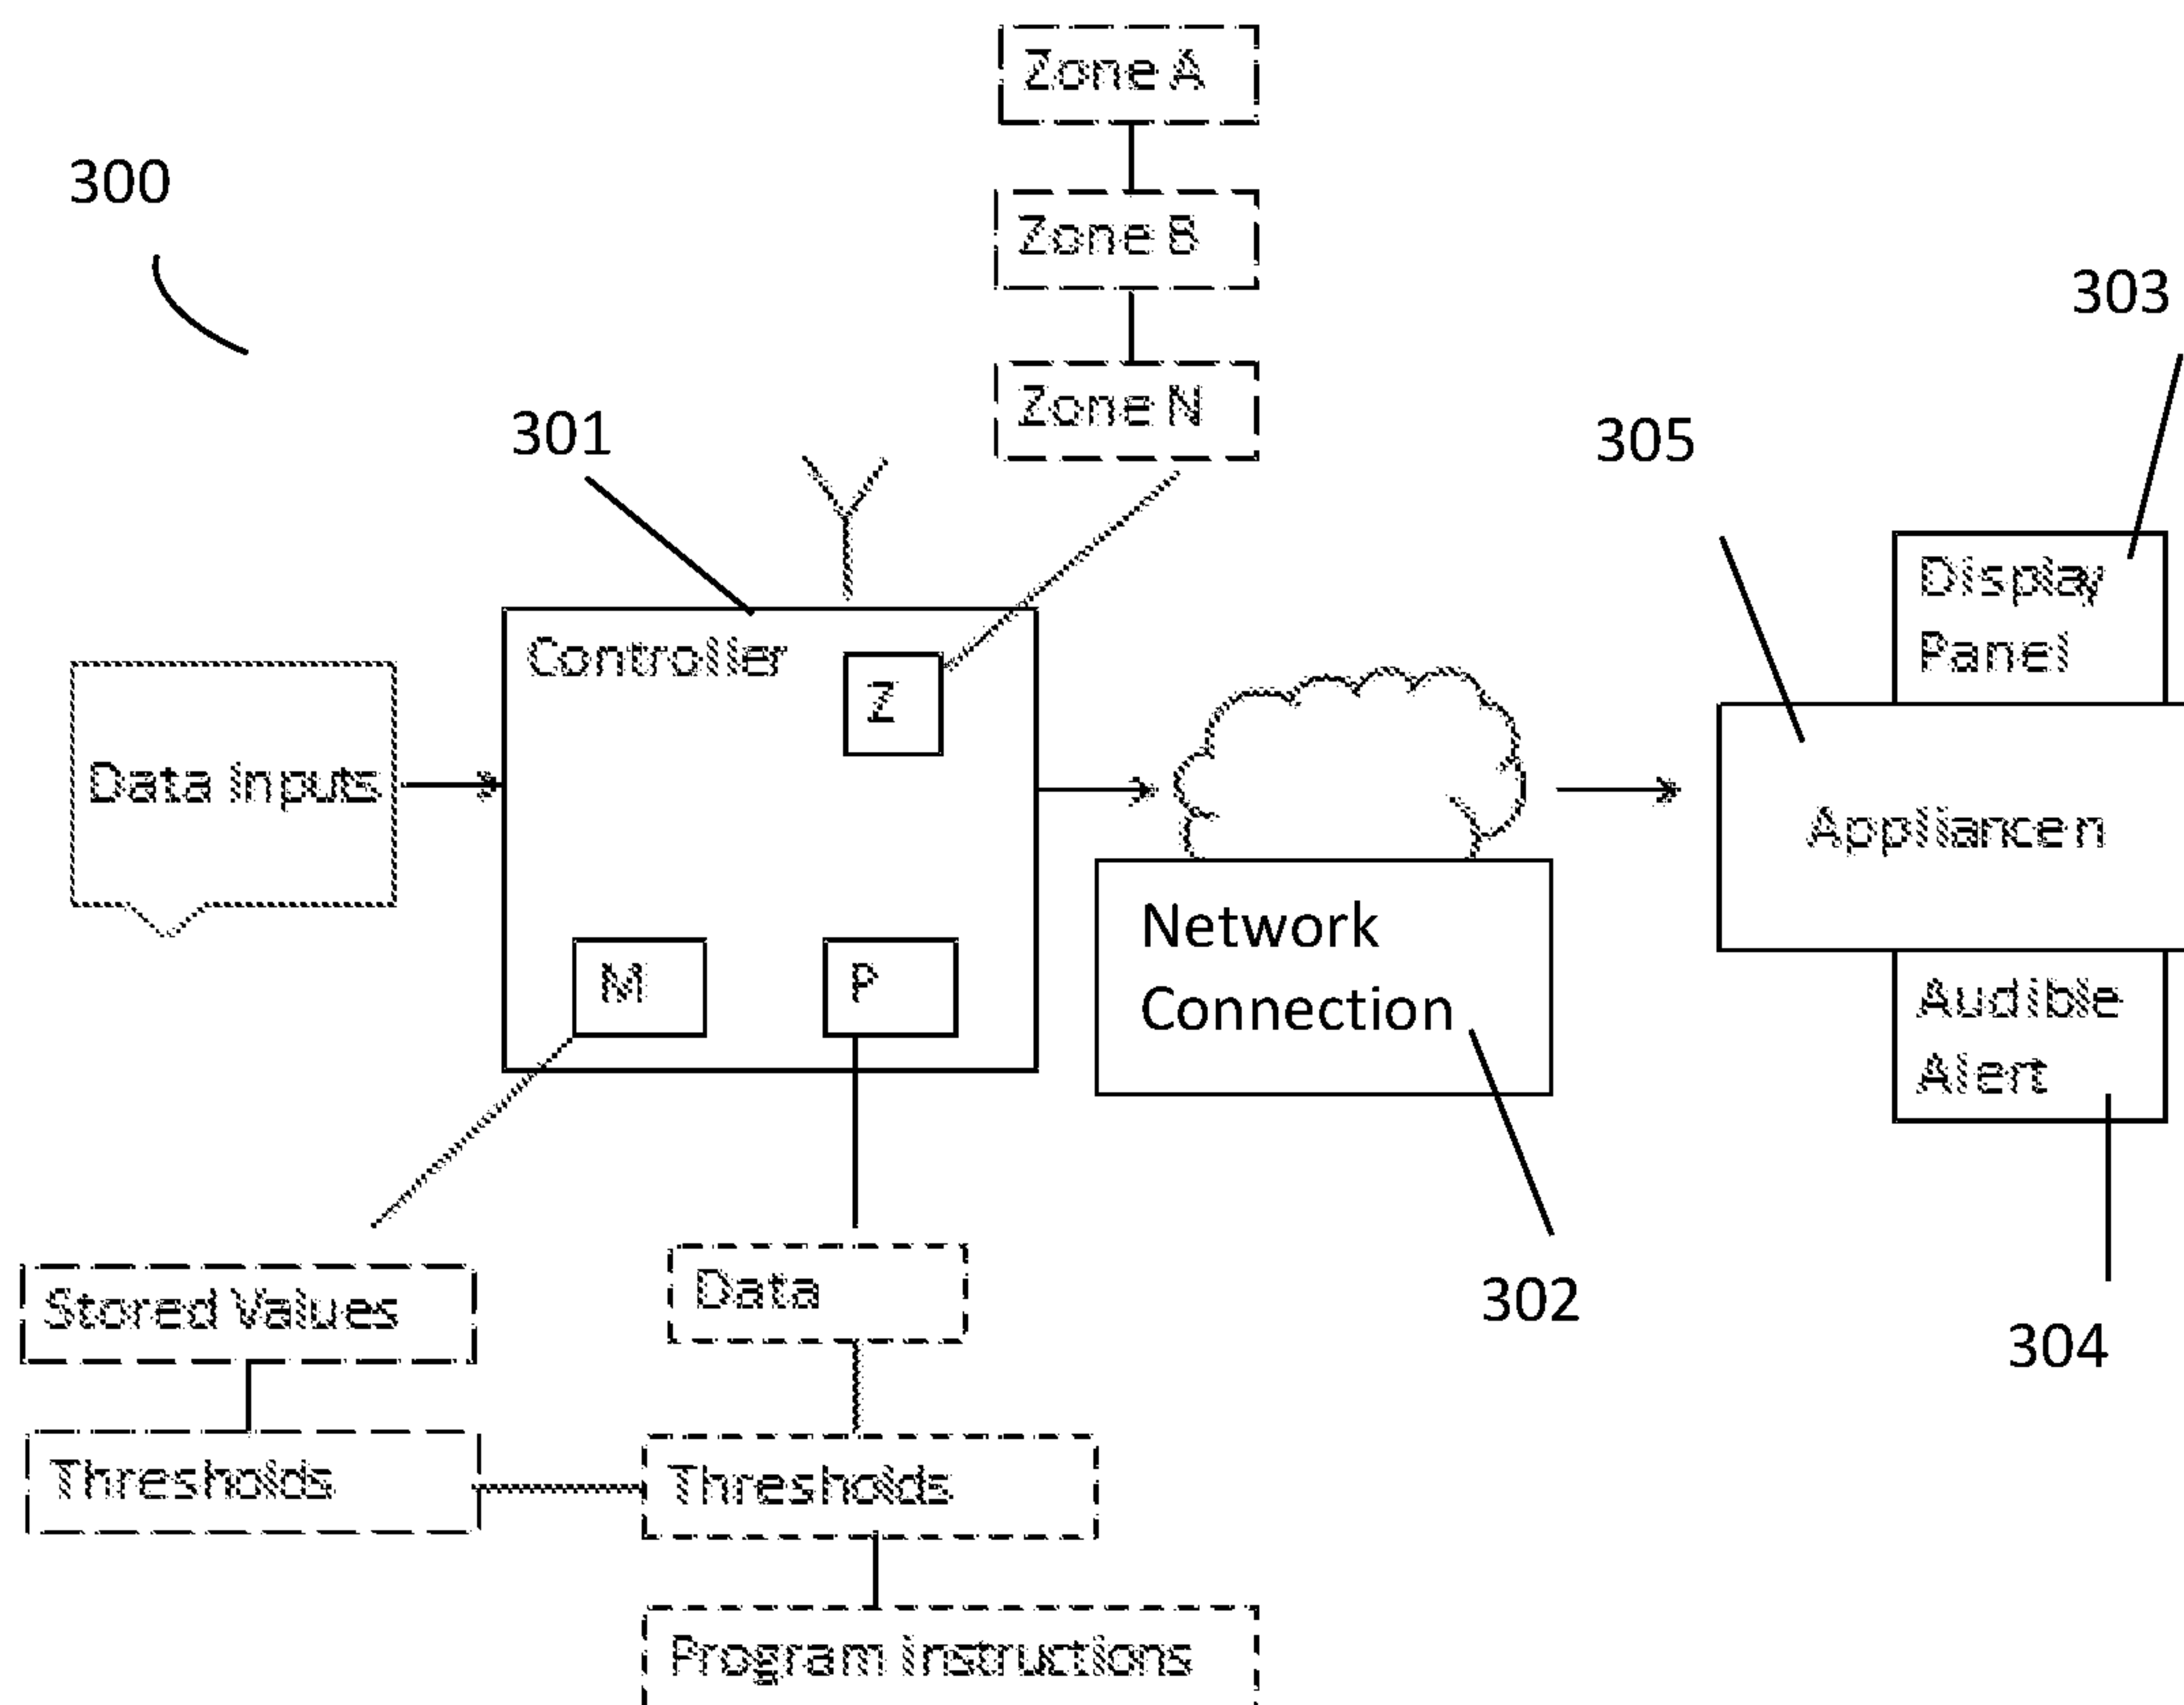 Zone A
300
Zone B
303
Zone N
301
305
Display
Panel
Controller
Z
Data inputs
Appliance n
Network
Connection
M
P
Audible
Alert
Stored Values
Data
302
304
Thresholds
Thresholds
Program instructions